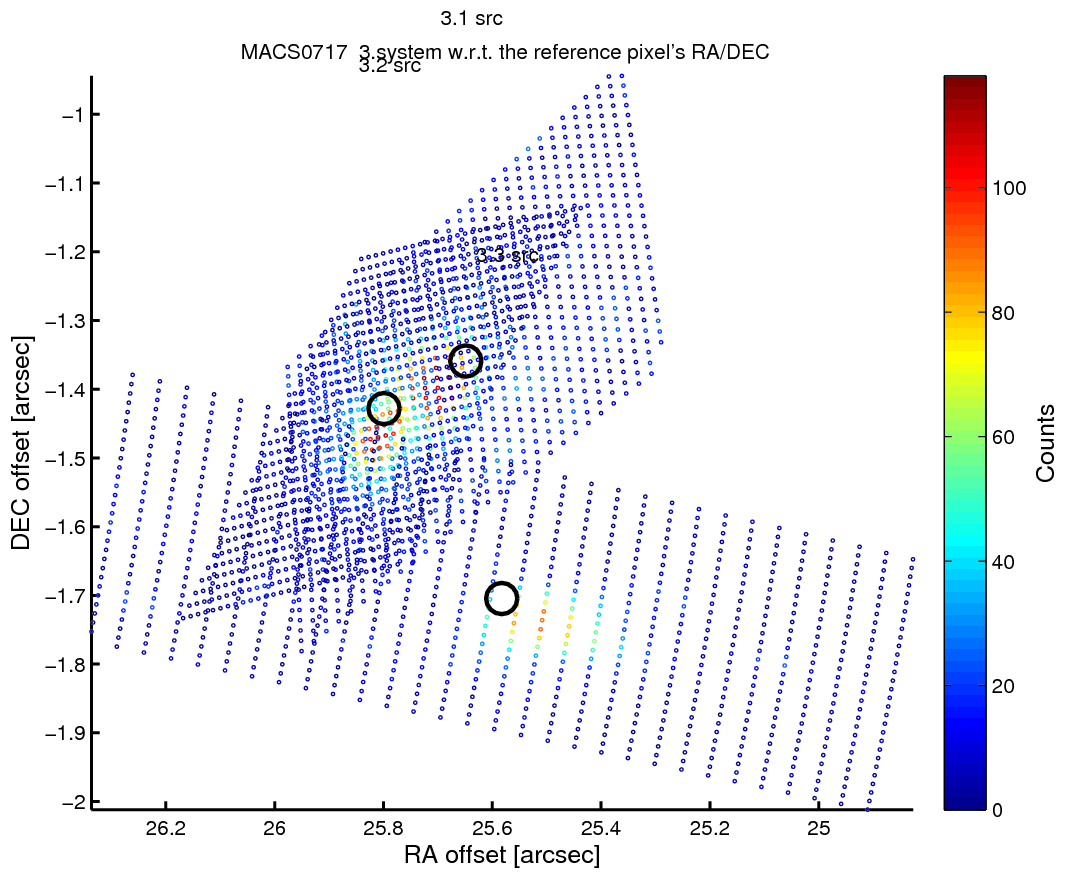 3.1 src
MACS0717 3.system w.r.t. the reference pixel's RA/DEC
3.2 src
3.3 src
−1
−1.1
−1.2
−1.3
−1.4
−1.5
−1.6
−1.7
−1.8
−1.9
−2
DEC offset [arcsec]
26.2 26 25.8 25.6 25.4 25.2 25
RA offset [arcsec]
100
80
60
40
20
0
Counts